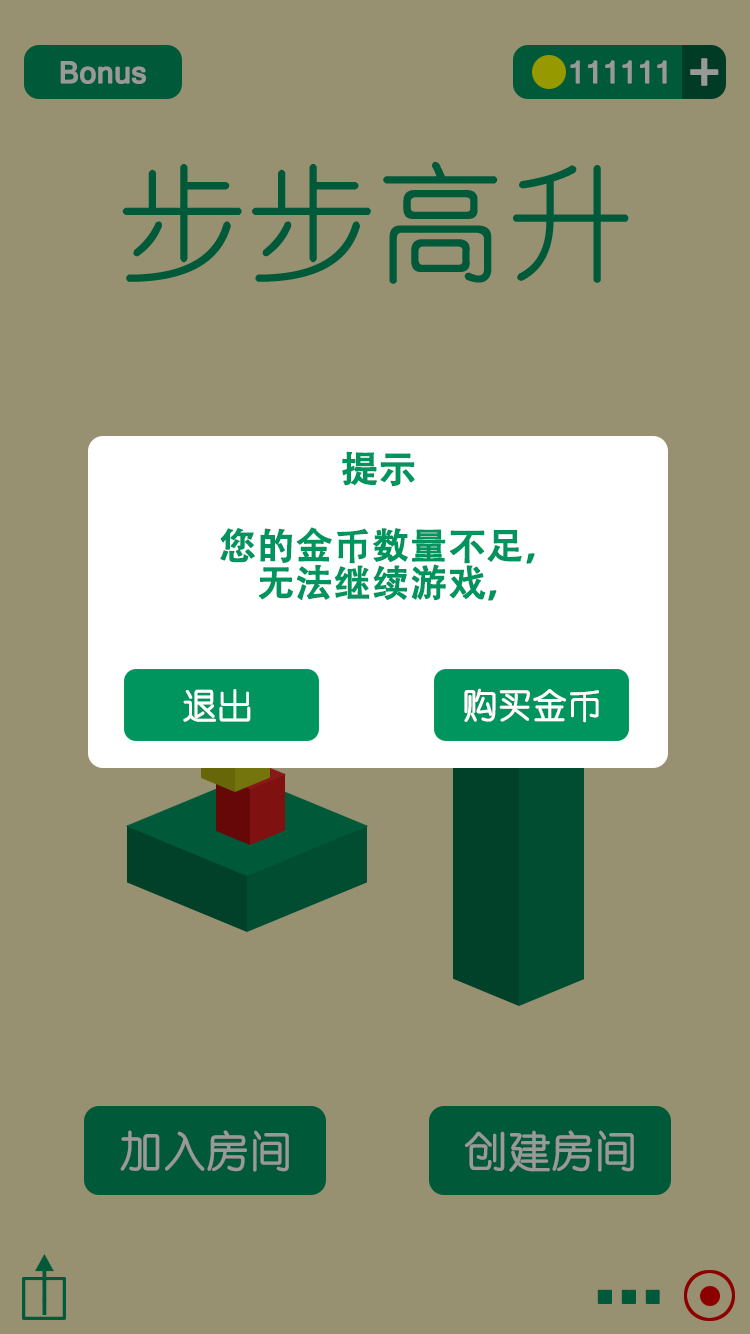 Bonus
111111
步步高升
提示
您的金币数量不足,
无法继续游戏,
退出
购买金币
加入房间
创建房间